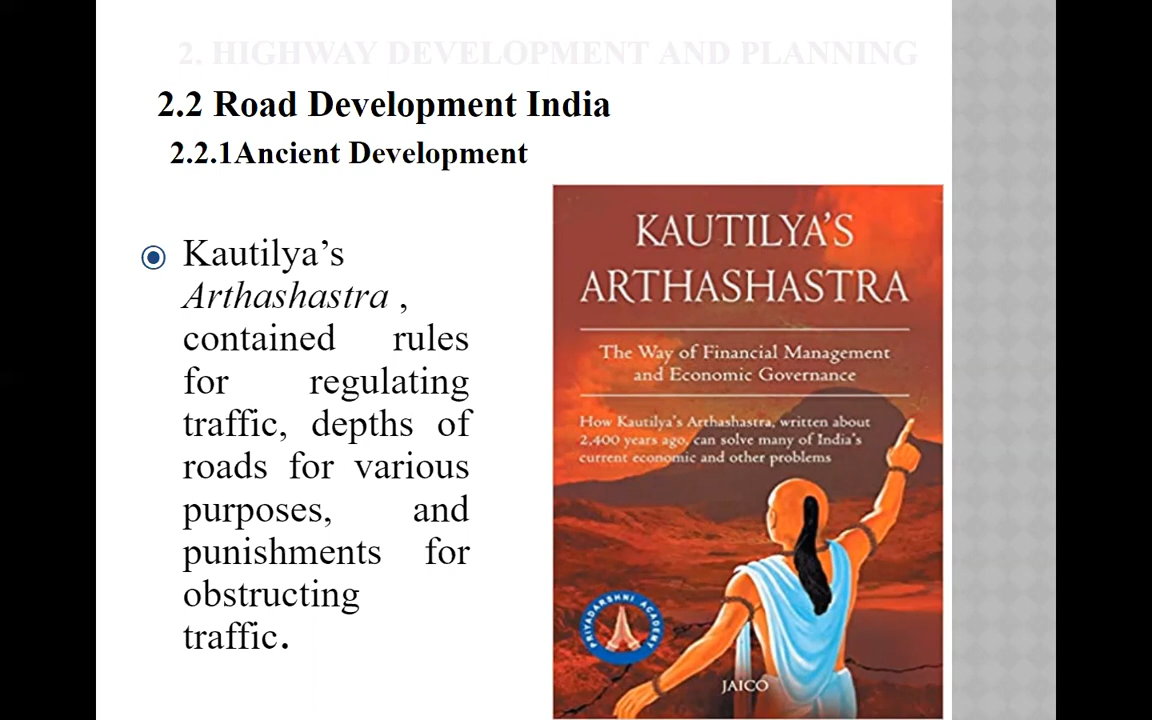 2. HIGHWAY DEVELOPMENT AND PLANNING
2.2 Road Development India
2.2.1Ancient Development
Kautilya’s
Arthashastra ,
contained rules
for regulating
traffic, depths of
roads for various
purposes, and
punishments for
obstructing
traffic.
KAUTILYA’S
ARTHASHASTRA
The Way of Financial Management
and Economic Governance
How Kautilya’s Arthashastra, written about
2,400 years ago, can solve many of India’s
current economic and other problems
PRIYADARSHNI ACADEMY
JAICO